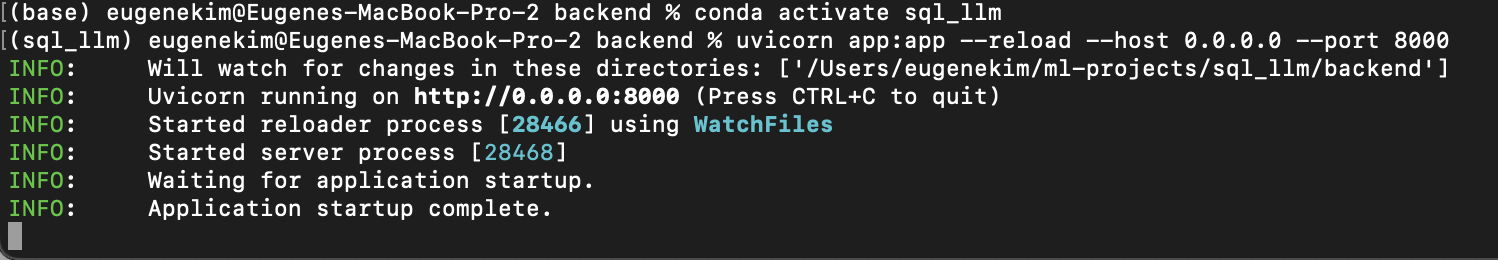 [(base) eugenekim@Eugenes-MacBook-Pro-2 backend % conda activate sql_llm
[(sql_llm) eugenekim@Eugenes-MacBook-Pro-2 backend % uvicorn app:app --reload --host 0.0.0.0 --port 8000
INFO:     Will watch for changes in these directories: ['/Users/eugenekim/ml-projects/sql_llm/backend']
INFO:     Uvicorn running on http://0.0.0.0:8000 (Press CTRL+C to quit)
INFO:     Started reloader process [28466] using WatchFiles
INFO:     Started server process [28468]
INFO:     Waiting for application startup.
INFO:     Application startup complete.